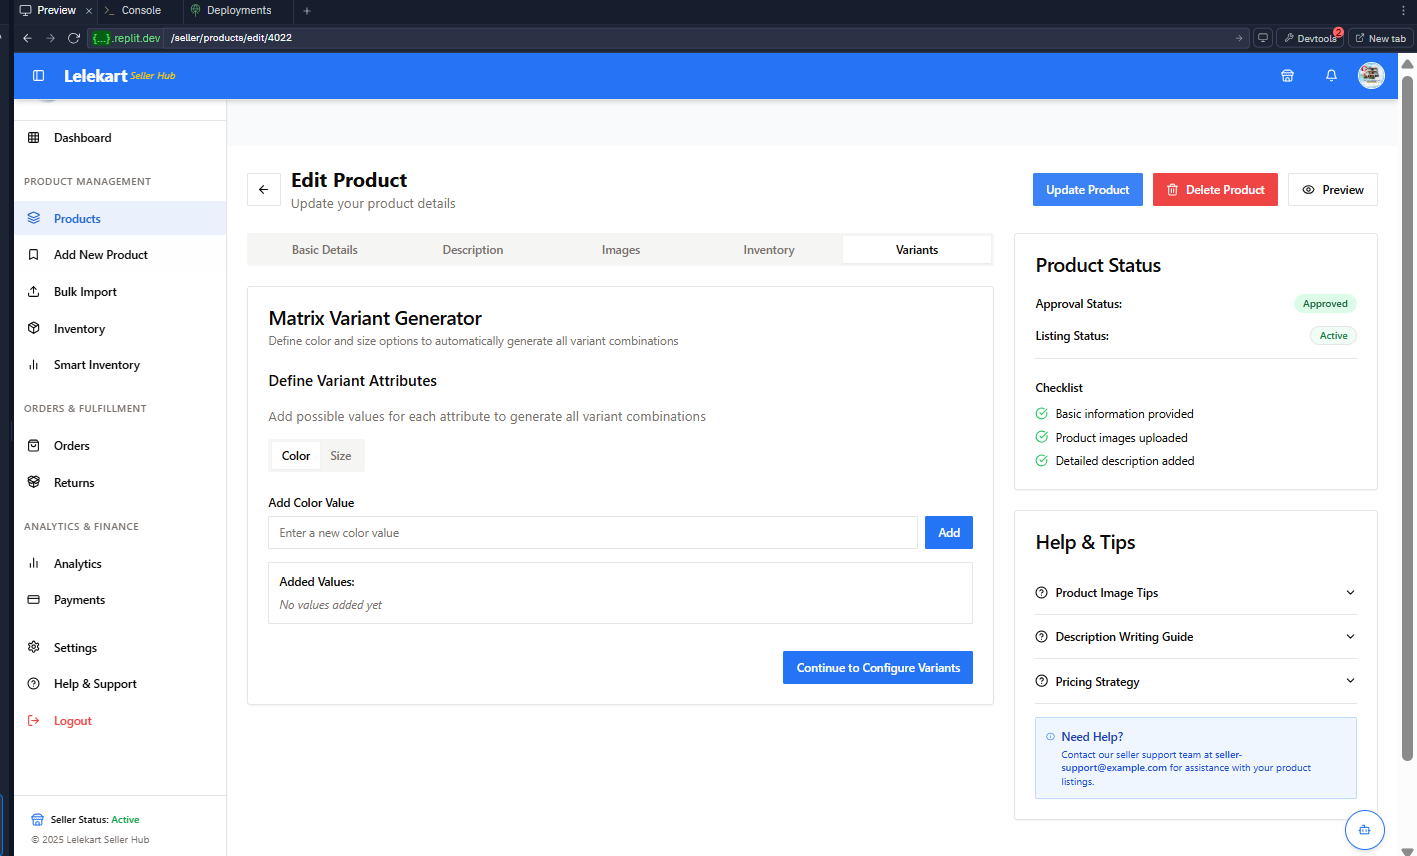 Preview
Console
Deployments
{...}.replit.dev /seller/products/edit/4022
Devtools 2
New tab
Lelekart Seller Hub
Dashboard
PRODUCT MANAGEMENT
Products
Add New Product
Bulk Import
Inventory
Smart Inventory
ORDERS & FULFILLMENT
Orders
Returns
ANALYTICS & FINANCE
Analytics
Payments
Settings
Help & Support
Logout
Seller Status: Active
© 2025 Lelekart Seller Hub
Edit Product
Update your product details
Update Product
Delete Product
Preview
Basic Details
Description
Images
Inventory
Variants
Matrix Variant Generator
Define color and size options to automatically generate all variant combinations
Define Variant Attributes
Add possible values for each attribute to generate all variant combinations
Color
Size
Add Color Value
Enter a new color value
Add
Added Values:
No values added yet
Continue to Configure Variants
Product Status
Approval Status: Approved
Listing Status: Active
Checklist
Basic information provided
Product images uploaded
Detailed description added
Help & Tips
Product Image Tips
Description Writing Guide
Pricing Strategy
Need Help?
Contact our seller support team at seller-
support@example.com for assistance with your product
listings.